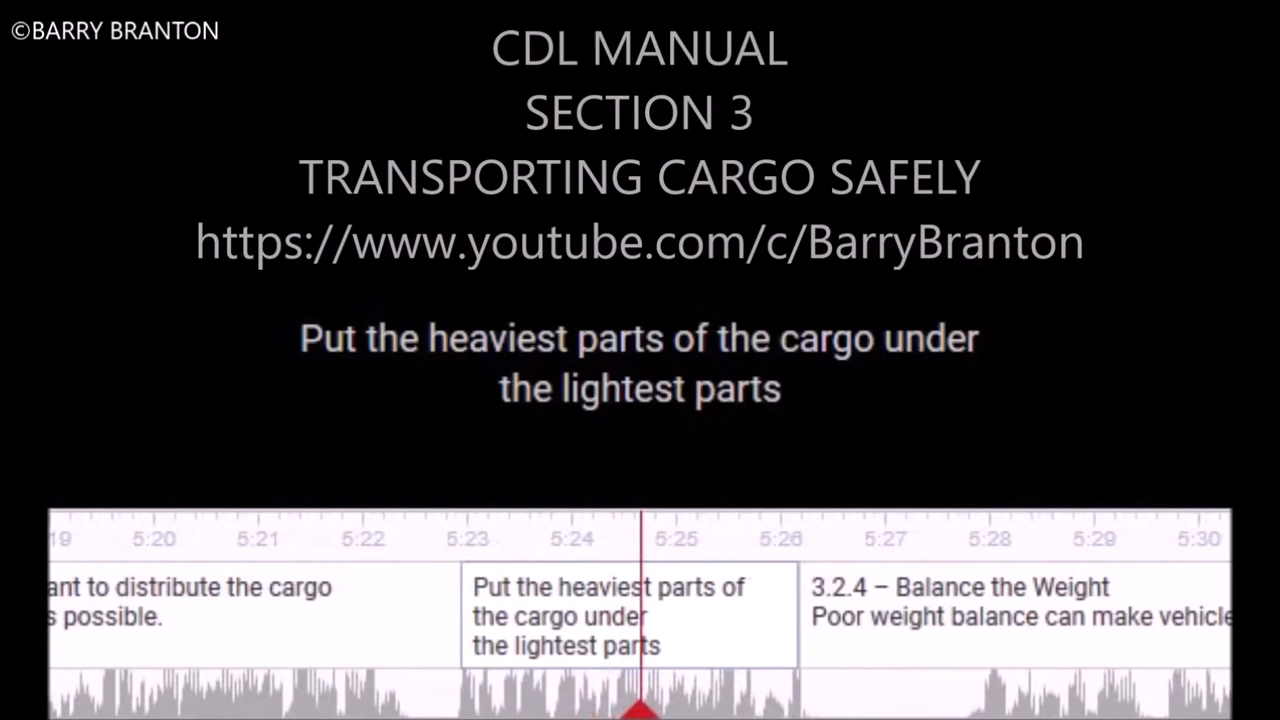 ©BARRY BRANTON
CDL MANUAL
SECTION 3
TRANSPORTING CARGO SAFELY
https://www.youtube.com/c/BarryBranton
Put the heaviest parts of the cargo under
the lightest parts
19 5:20 5:21 5:22 5:23 5:24 5:25 5:26 5:27 5:28 5:29 5:30
ant to distribute the cargo
s possible.
Put the heaviest parts of
the cargo under
the lightest parts
3.2.4 – Balance the Weight
Poor weight balance can make vehicle